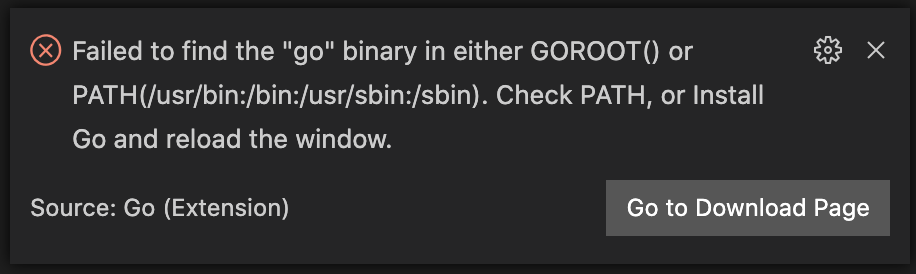 Failed to find the "go" binary in either GOROOT() or
PATH(/usr/bin:/bin:/usr/sbin:/sbin). Check PATH, or Install
Go and reload the window.
Source: Go (Extension)
Go to Download Page